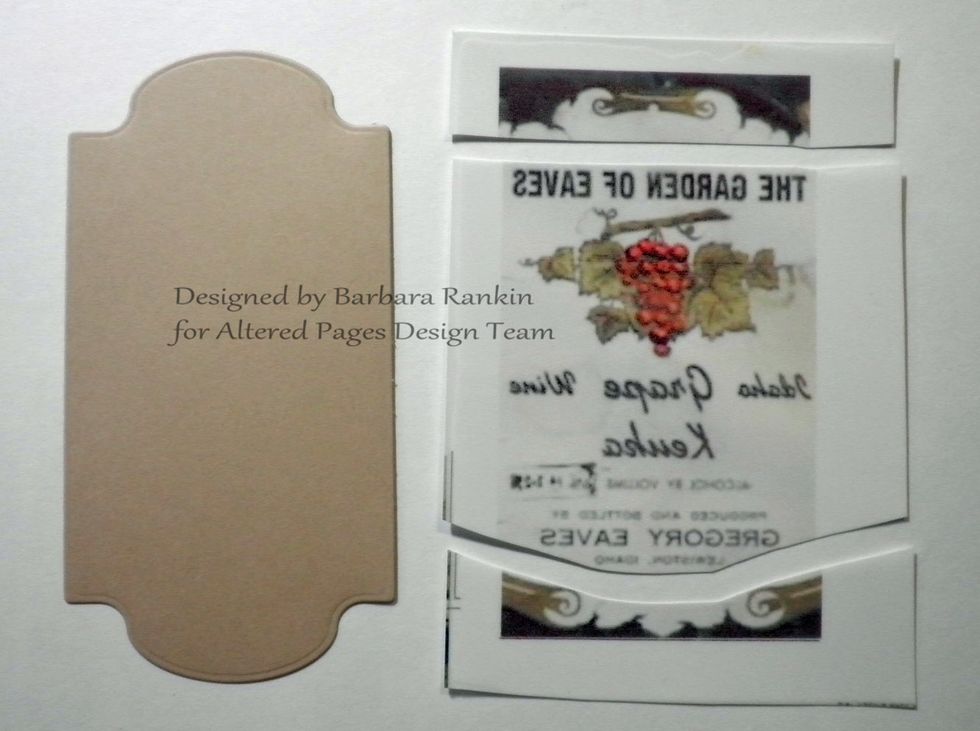 THE GARDEN OF EAVES
Designed by Barbara Rankin
for Altered Pages Design Team
Idaho Grape Wine
Keuka
ALCOHOL BY VOLUME
PRODUCED AND BOTTLED BY
GREGORY EAVES
LEWISTON, IDAHO